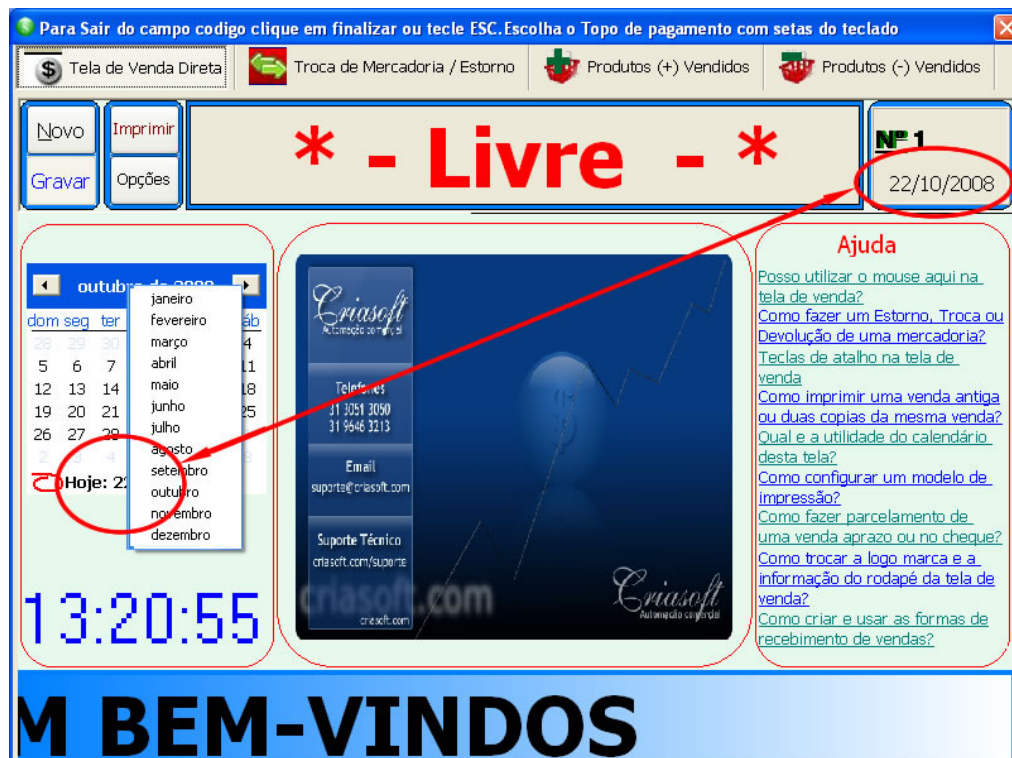 Para Sair do campo codigo clique em finalizar ou tecle ESC.Escolha o Topo de pagamento com setas do teclado
Tela de Venda Direta
Troca de Mercadoria / Estorno
Produtos (+) Vendidos
Produtos (-) Vendidos
Novo
Imprimir
Gravar
Opções
* - Livre - *
Nº 1
22/10/2008
outubro de 2008
dom seg ter áb
28 29 30 4
5 6 7 11
12 13 14 18
19 20 21 25
26 27 28
2 3 4 8
Hoje: 22
janeiro
fevereiro
março
abril
maio
junho
julho
agosto
setembro
outubro
novembro
dezembro
13:20:55
Criasoft
Automação comercial
Telefones
31 3051 3050
31 9646 3213
Email
suporte@criasoft.com
Suporte Técnico
criasoft.com/suporte
criasoft.com
criasoft.com
Criasoft
Automação comercial
Ajuda
Posso utilizar o mouse aqui na
tela de venda?
Como fazer um Estorno, Troca ou
Devolução de uma mercadoria?
Teclas de atalho na tela de
venda
Como imprimir uma venda antiga
ou duas copias da mesma venda?
Qual e a utilidade do calendário
desta tela?
Como configurar um modelo de
impressão?
Como fazer parcelamento de
uma venda aprazo ou no cheque?
Como trocar a logo marca e a
informação do rodapé da tela de
venda?
Como criar e usar as formas de
recebimento de vendas?
M BEM-VINDOS